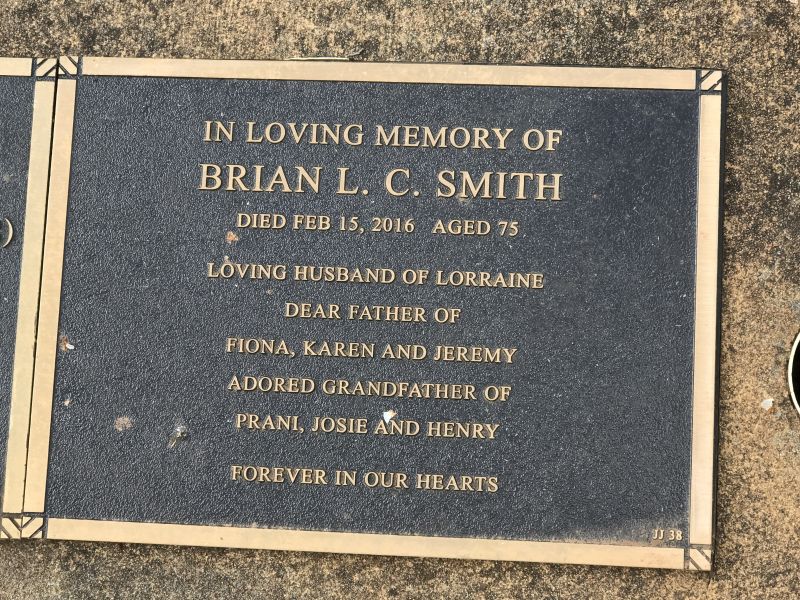 IN LOVING MEMORY OF
BRIAN L. C. SMITH
DIED FEB 15, 2016 AGED 75
LOVING HUSBAND OF LORRAINE
DEAR FATHER OF
FIONA, KAREN AND JEREMY
ADORED GRANDFATHER OF
PRANI, JOSIE AND HENRY
FOREVER IN OUR HEARTS
JJ 38
)